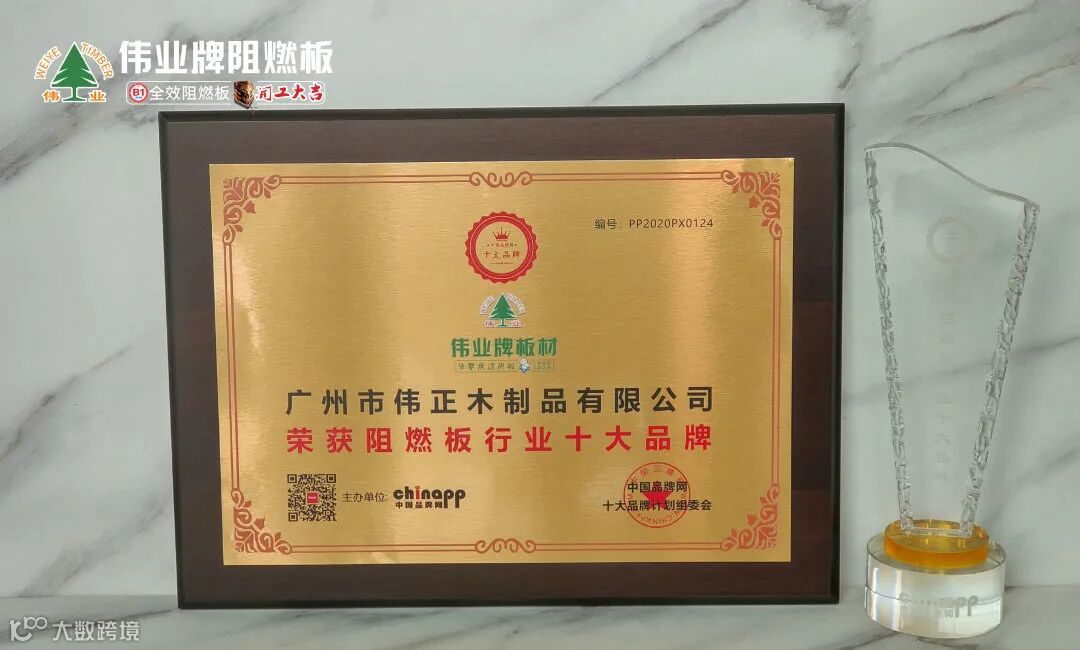 WEIYE TIMBER
伟业
伟业牌阻燃板
B1 全效阻燃板 开工大吉
编号：PP2020PX0124
十大品牌
伟业
伟业牌板材
广州市伟正木制品有限公司
荣获阻燃板行业十大品牌
主办单位: chinapp
中国品牌网
中国品牌网
十大品牌计划组委会
chinapp
大数跨境